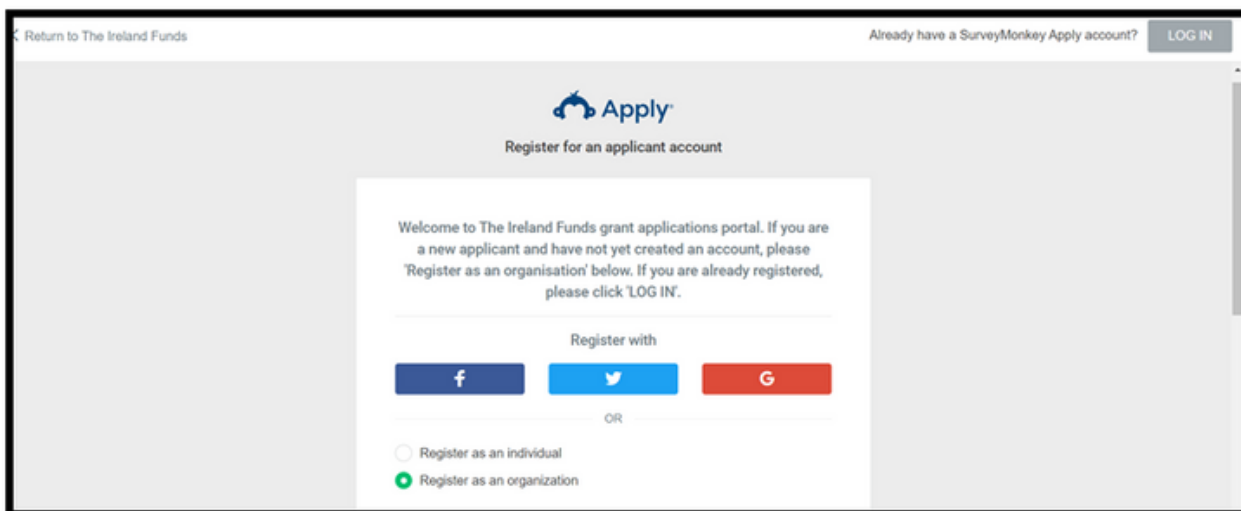 Return to The Ireland Funds
Already have a SurveyMonkey Apply account?
LOG IN
Apply
Register for an applicant account
Welcome to The Ireland Funds grant applications portal. If you are
a new applicant and have not yet created an account, please
'Register as an organisation' below. If you are already registered,
please click 'LOG IN'.
Register with
f
G
OR
Register as an individual
Register as an organization